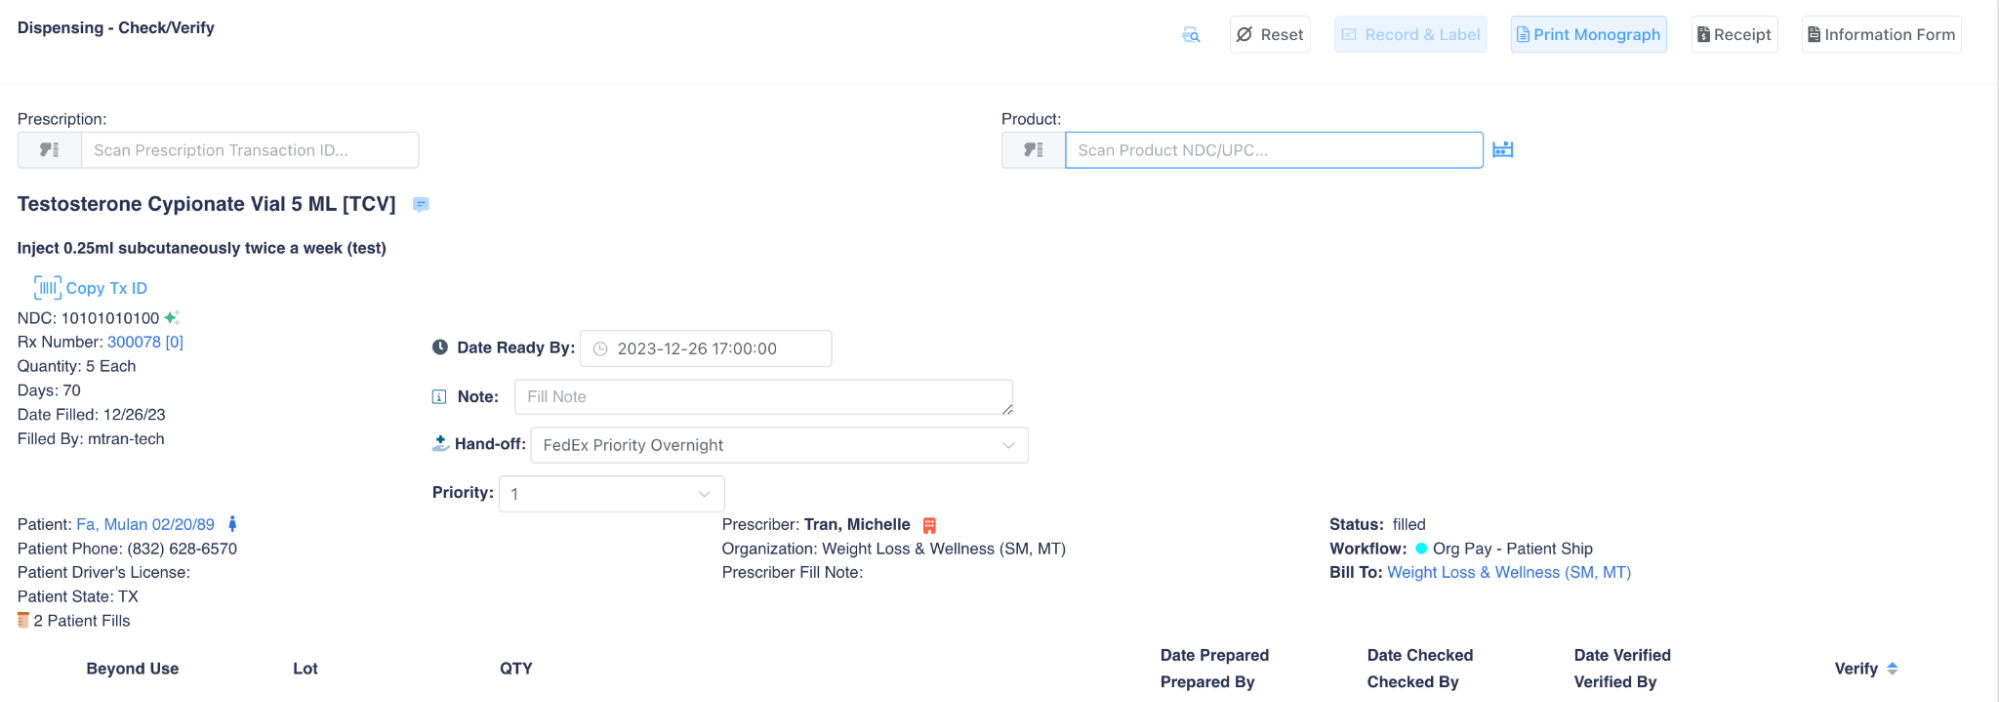 Dispensing - Check/Verify
Reset
Record & Label
Print Monograph
Receipt
Information Form
Prescription:
Scan Prescription Transaction ID...
Product:
Scan Product NDC/UPC...
Testosterone Cypionate Vial 5 ML [TCV]
Inject 0.25ml subcutaneously twice a week (test)
Copy Tx ID
NDC: 10101010100
Rx Number: 300078 [0]
Quantity: 5 Each
Days: 70
Date Filled: 12/26/23
Filled By: mtran-tech
Date Ready By: 2023-12-26 17:00:00
Note: Fill Note
Hand-off: FedEx Priority Overnight
Priority: 1
Patient: Fa, Mulan 02/20/89
Patient Phone: (832) 628-6570
Patient Driver's License:
Patient State: TX
2 Patient Fills
Prescriber: Tran, Michelle
Organization: Weight Loss & Wellness (SM, MT)
Prescriber Fill Note:
Status: filled
Workflow: Org Pay - Patient Ship
Bill To: Weight Loss & Wellness (SM, MT)
Beyond Use
Lot
QTY
Date Prepared
Prepared By
Date Checked
Checked By
Date Verified
Verified By
Verify